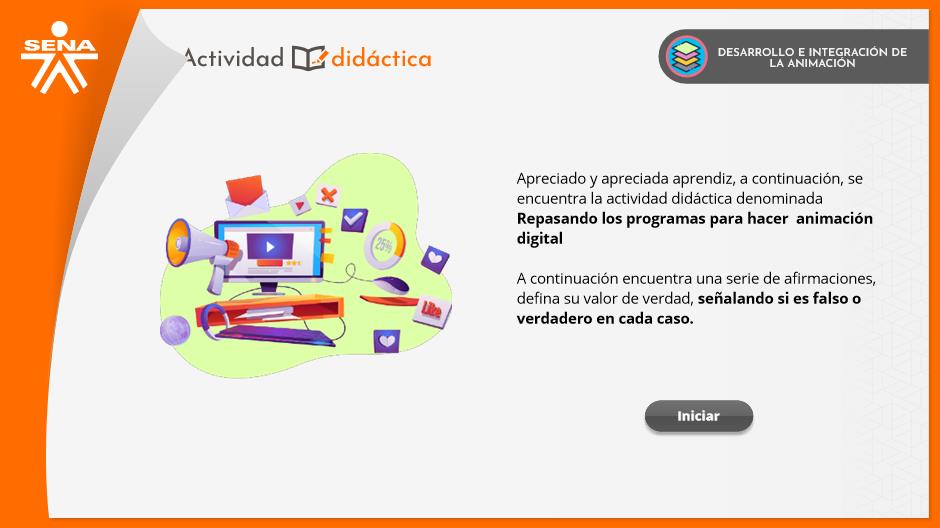 SENA
Actividad didáctica
DESARROLLO E INTEGRACIÓN DE
LA ANIMACIÓN
25%
Like
Apreciado y apreciada aprendiz, a continuación, se
encuentra la actividad didáctica denominada
Repasando los programas para hacer animación
digital
A continuación encuentra una serie de afirmaciones,
defina su valor de verdad, señalando si es falso o
verdadero en cada caso.
Iniciar